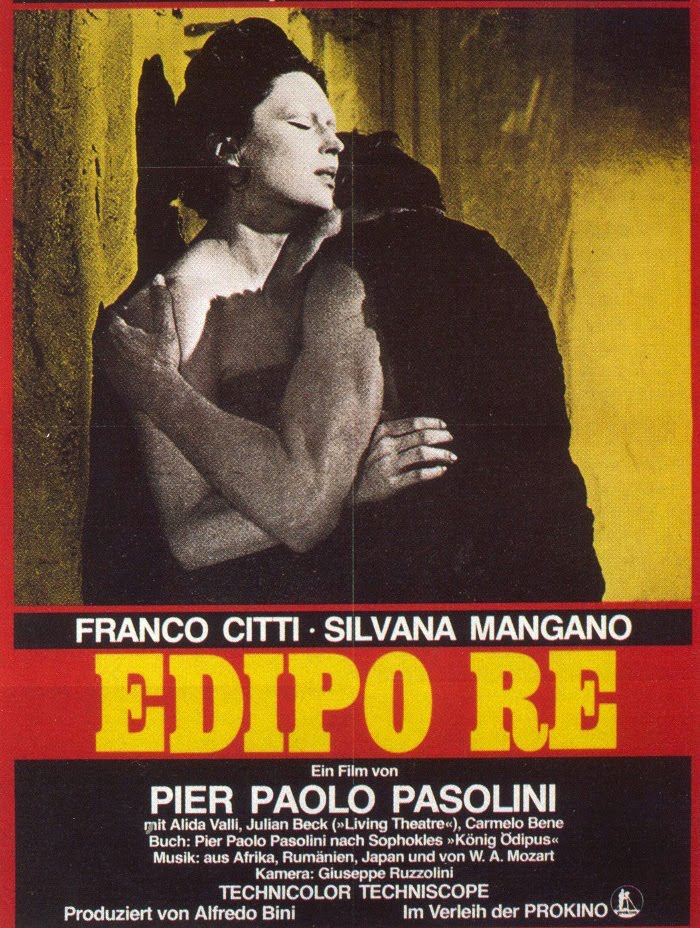 FRANCO CITTI · SILVANA MANGANO
EDIPO RE
Ein Film von
PIER PAOLO PASOLINI
mit Alida Valli, Julian Beck (»Living Theatre«), Carmelo Bene
Buch: Pier Paolo Pasolini nach Sophokles »König Ödipus«
Musik: aus Afrika, Rumänien, Japan und von W. A. Mozart
Kamera: Giuseppe Ruzzolini
TECHNICOLOR TECHNISCOPE
Produziert von Alfredo Bini Im Verleih der PROKINO